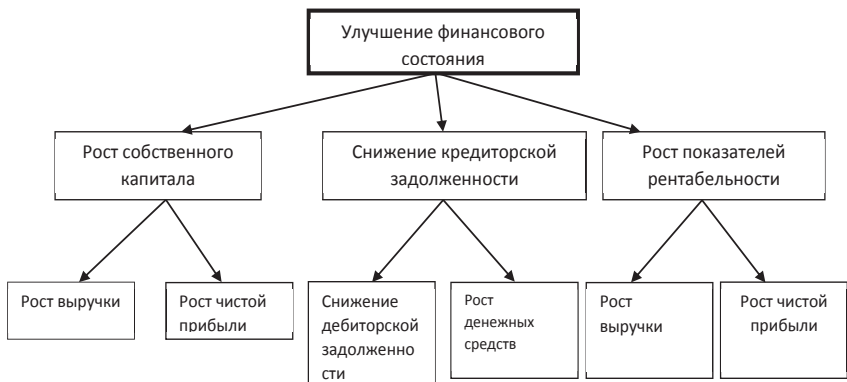 Улучшение финансового
состояния
Рост собственного
капитала
Снижение кредиторской
задолженности
Рост показателей
рентабельности
Рост выручки
Рост чистой
прибыли
Снижение
дебиторской
задолженно
сти
Рост
денежных
средств
Рост
выручки
Рост чистой
прибыли